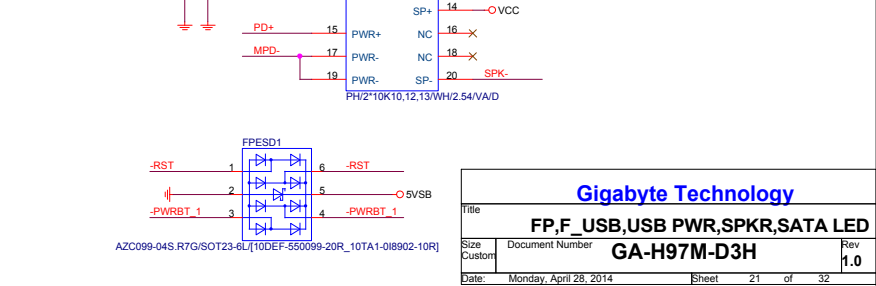 SP+ 14 VCC
PD+ 15 PWR+ NC 16
MPD- 17 PWR- NC 18
19 PWR- SP- 20 SPK-
PH/2*10K10,12,13/WH/2.54/VA/D
FPESD1
-RST 1 6 -RST
2 5 5VSB
-PWRBT_1 3 4 -PWRBT_1
AZC099-04S.R7G/SOT23-6L/[10DEF-550099-20R_10TA1-0I8902-10R]
Gigabyte Technology
Title
FP,F_USB,USB PWR,SPKR,SATA LED
Size Document Number Rev
Custom GA-H97M-D3H 1.0
Date: Monday, April 28, 2014 Sheet 21 of 32